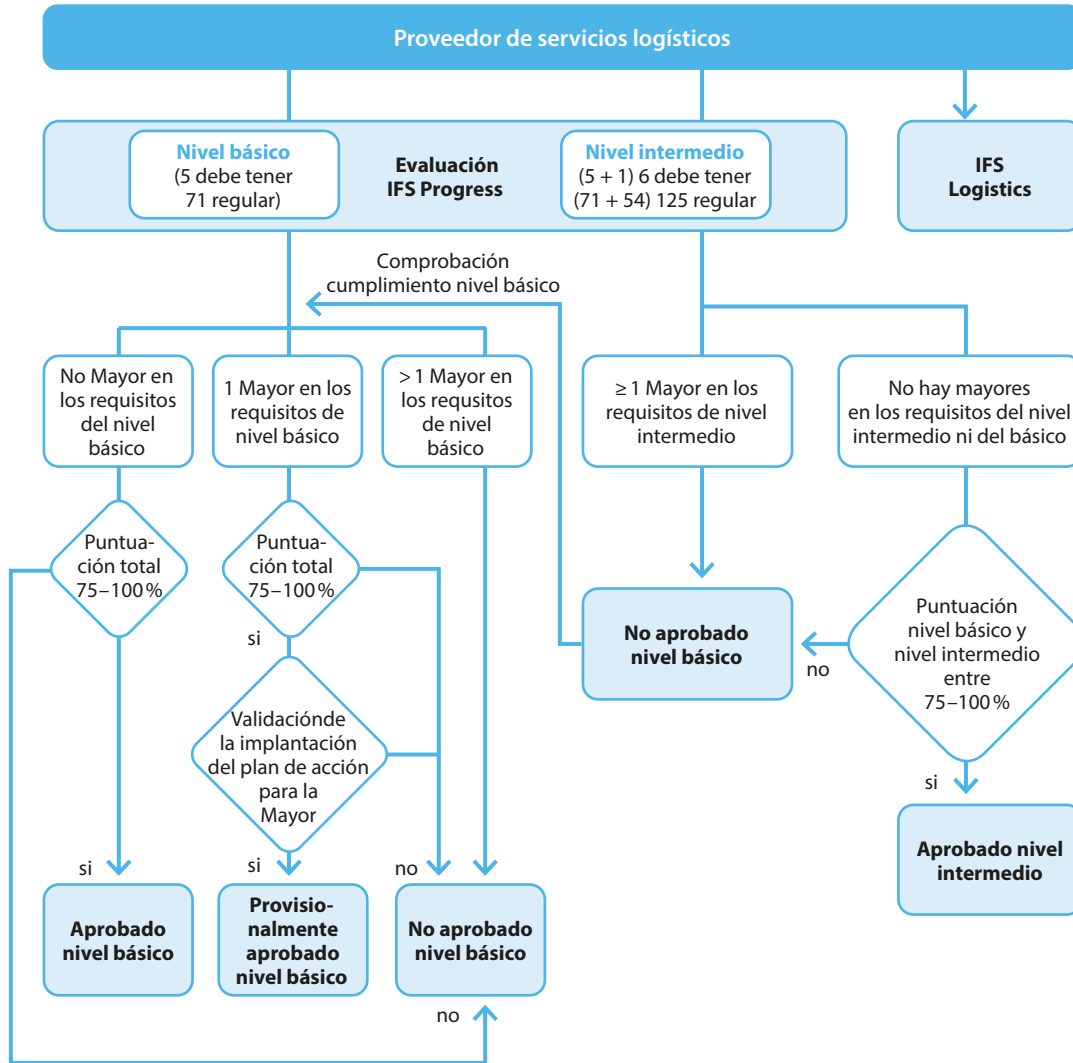 Proveedor de servicios logísticos
Nivel básico
(5 debe tener
71 regular)
Evaluación
IFS Progress
Nivel intermedio
(5 + 1) 6 debe tener
(71 + 54) 125 regular
IFS
Logistics
Comprobación
cumplimiento nivel básico
No Mayor en
los requisitos
del nivel
básico
1 Mayor en los
requisitos de
nivel básico
> 1 Mayor en
los requsitos
de nivel
básico
≥ 1 Mayor en los
requisitos de nivel
intermedio
No hay mayores
en los requisitos del nivel
intermedio ni del básico
Puntua-
ción total
75–100 %
Puntua-
ción total
75–100 %
si
No aprobado
nivel básico
no
Puntuación
nivel básico y
nivel intermedio
entre
75–100 %
Validaciónde
la implantación
del plan de acción
para la
Mayor
si
Aprobado nivel
intermedio
si
si
no
Aprobado
nivel básico
Provisio-
nalmente
aprobado
nivel básico
No aprobado
nivel básico
no